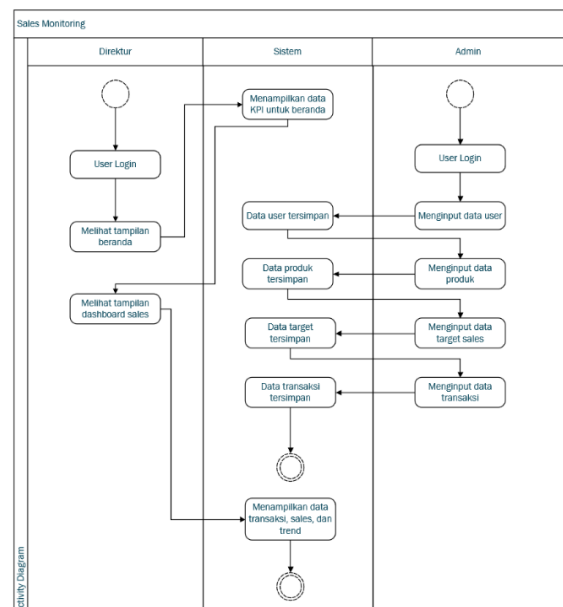 Sales Monitoring
Direktur
Sistem
Admin
Menampilkan data
KPI untuk beranda
User Login
User Login
Melihat tampilan
beranda
Data user tersimpan
Menginput data user
Data produk
tersimpan
Menginput data
produk
Melihat tampilan
dashboard sales
Data target
tersimpan
Menginput data
target sales
Data transaksi
tersimpan
Menginput data
transaksi
Menampilkan data
transaksi, sales, dan
trend
ctivity Diagram